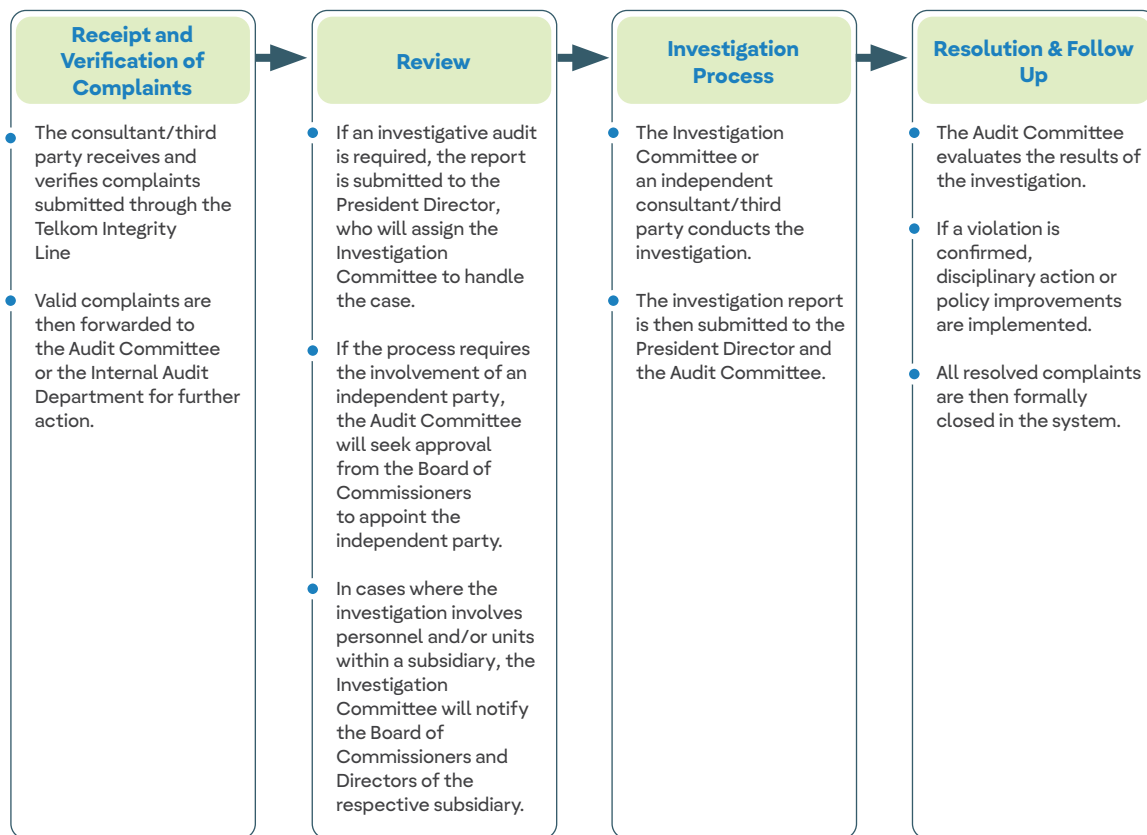 Receipt and
Verification of
Complaints
The consultant/third
party receives and
verifies complaints
submitted through the
Telkom Integrity
Line
Valid complaints are
then forwarded to
the Audit Committee
or the Internal Audit
Department for further
action.
Review
If an investigative audit
is required, the report
is submitted to the
President Director,
who will assign the
Investigation
Committee to handle
the case.
If the process requires
the involvement of an
independent party,
the Audit Committee
will seek approval
from the Board of
Commissioners
to appoint the
independent party.
In cases where the
investigation involves
personnel and/or units
within a subsidiary, the
Investigation
Committee will notify
the Board of
Commissioners and
Directors of the
respective subsidiary.
Investigation
Process
The Investigation
Committee or
an independent
consultant/third
party conducts the
investigation.
The investigation report
is then submitted to the
President Director and
the Audit Committee.
Resolution & Follow
Up
The Audit Committee
evaluates the results of
the investigation.
If a violation is
confirmed,
disciplinary action or
policy improvements
are implemented.
All resolved complaints
are then formally
closed in the system.